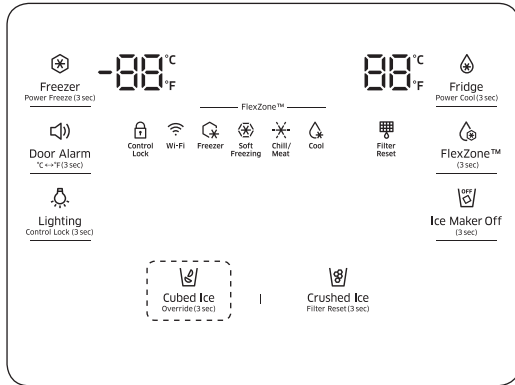 -88 °C
°F
88 °C
°F
Freezer
Power Freeze (3 sec)
Fridge
Power Cool (3 sec)
FlexZone™
Door Alarm
°C↔°F (3 sec)
Control
Lock
Wi-Fi
Freezer
Soft
Freezing
Chill/
Meat
Cool
Filter
Reset
FlexZone™
(3 sec)
Lighting
Control Lock (3 sec)
OFF
Ice Maker Off
(3 sec)
Cubed Ice
Override (3 sec)
Crushed Ice
Filter Reset (3 sec)